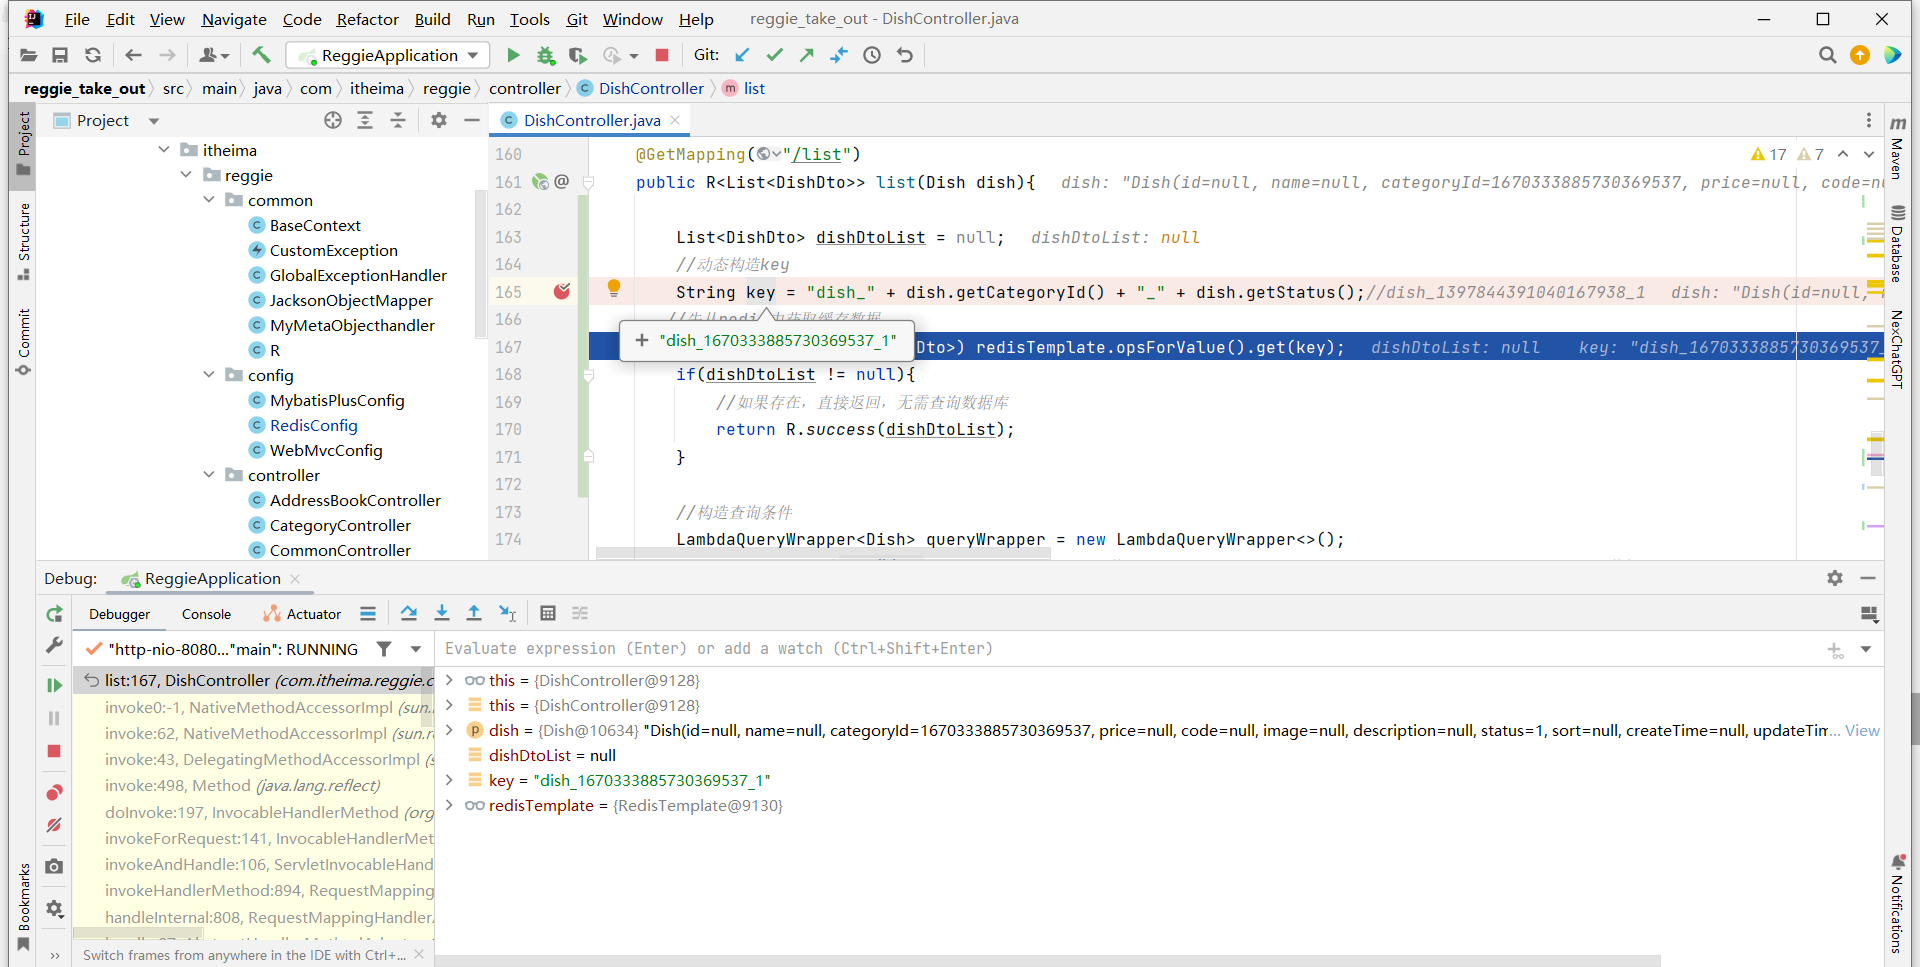 File Edit View Navigate Code Refactor Build Run Tools Git Window Help reggie_take_out - DishController.java
ReggieApplication Git:
reggie_take_out src main java com itheima reggie controller DishController list
Project
DishController.java
itheima
reggie
common
BaseContext
CustomException
GlobalExceptionHandler
JacksonObjectMapper
MyMetaObjecthandler
R
config
MybatisPlusConfig
RedisConfig
WebMvcConfig
controller
AddressBookController
CategoryController
CommonController
160 @GetMapping("/list") 17 7
161 public R<List<DishDto>> list(Dish dish){ dish: "Dish(id=null, name=null, categoryId=1670333885730369537, price=null, code=nu
162
163 List<DishDto> dishDtoList = null; dishDtoList: null
164 //动态构造key
165 String key = "dish_" + dish.getCategoryId() + "_" + dish.getStatus();//dish_1397844391040167938_1 dish: "Dish(id=null,
166
+ "dish_1670333885730369537_1"
167 Dto>) redisTemplate.opsForValue().get(key); dishDtoList: null key: "dish_1670333885730369537_
168 if(dishDtoList != null){
169 //如果存在，直接返回，无需查询数据库
170 return R.success(dishDtoList);
171 }
172
173 //构造查询条件
174 LambdaQueryWrapper<Dish> queryWrapper = new LambdaQueryWrapper<>();
Project
Structure
Commit
Bookmarks
Maven
Database
NexChatGPT
Notifications
Debug: ReggieApplication
Debugger Console Actuator
"http-nio-8080..."main": RUNNING
list:167, DishController (com.itheima.reggie.c
invoke0:-1, NativeMethodAccessorImpl (sun.
invoke:62, NativeMethodAccessorImpl (sun.re
invoke:43, DelegatingMethodAccessorImpl (s
invoke:498, Method (java.lang.reflect)
doInvoke:197, InvocableHandlerMethod (org
invokeForRequest:141, InvocableHandlerMet
invokeAndHandle:106, ServletInvocableHand
invokeHandlerMethod:894, RequestMapping
handleInternal:808, RequestMappingHandler
Switch frames from anywhere in the IDE with Ctrl+...
Evaluate expression (Enter) or add a watch (Ctrl+Shift+Enter)
this = {DishController@9128}
this = {DishController@9128}
dish = {Dish@10634} "Dish(id=null, name=null, categoryId=1670333885730369537, price=null, code=null, image=null, description=null, status=1, sort=null, createTime=null, updateTim... View
dishDtoList = null
key = "dish_1670333885730369537_1"
redisTemplate = {RedisTemplate@9130}